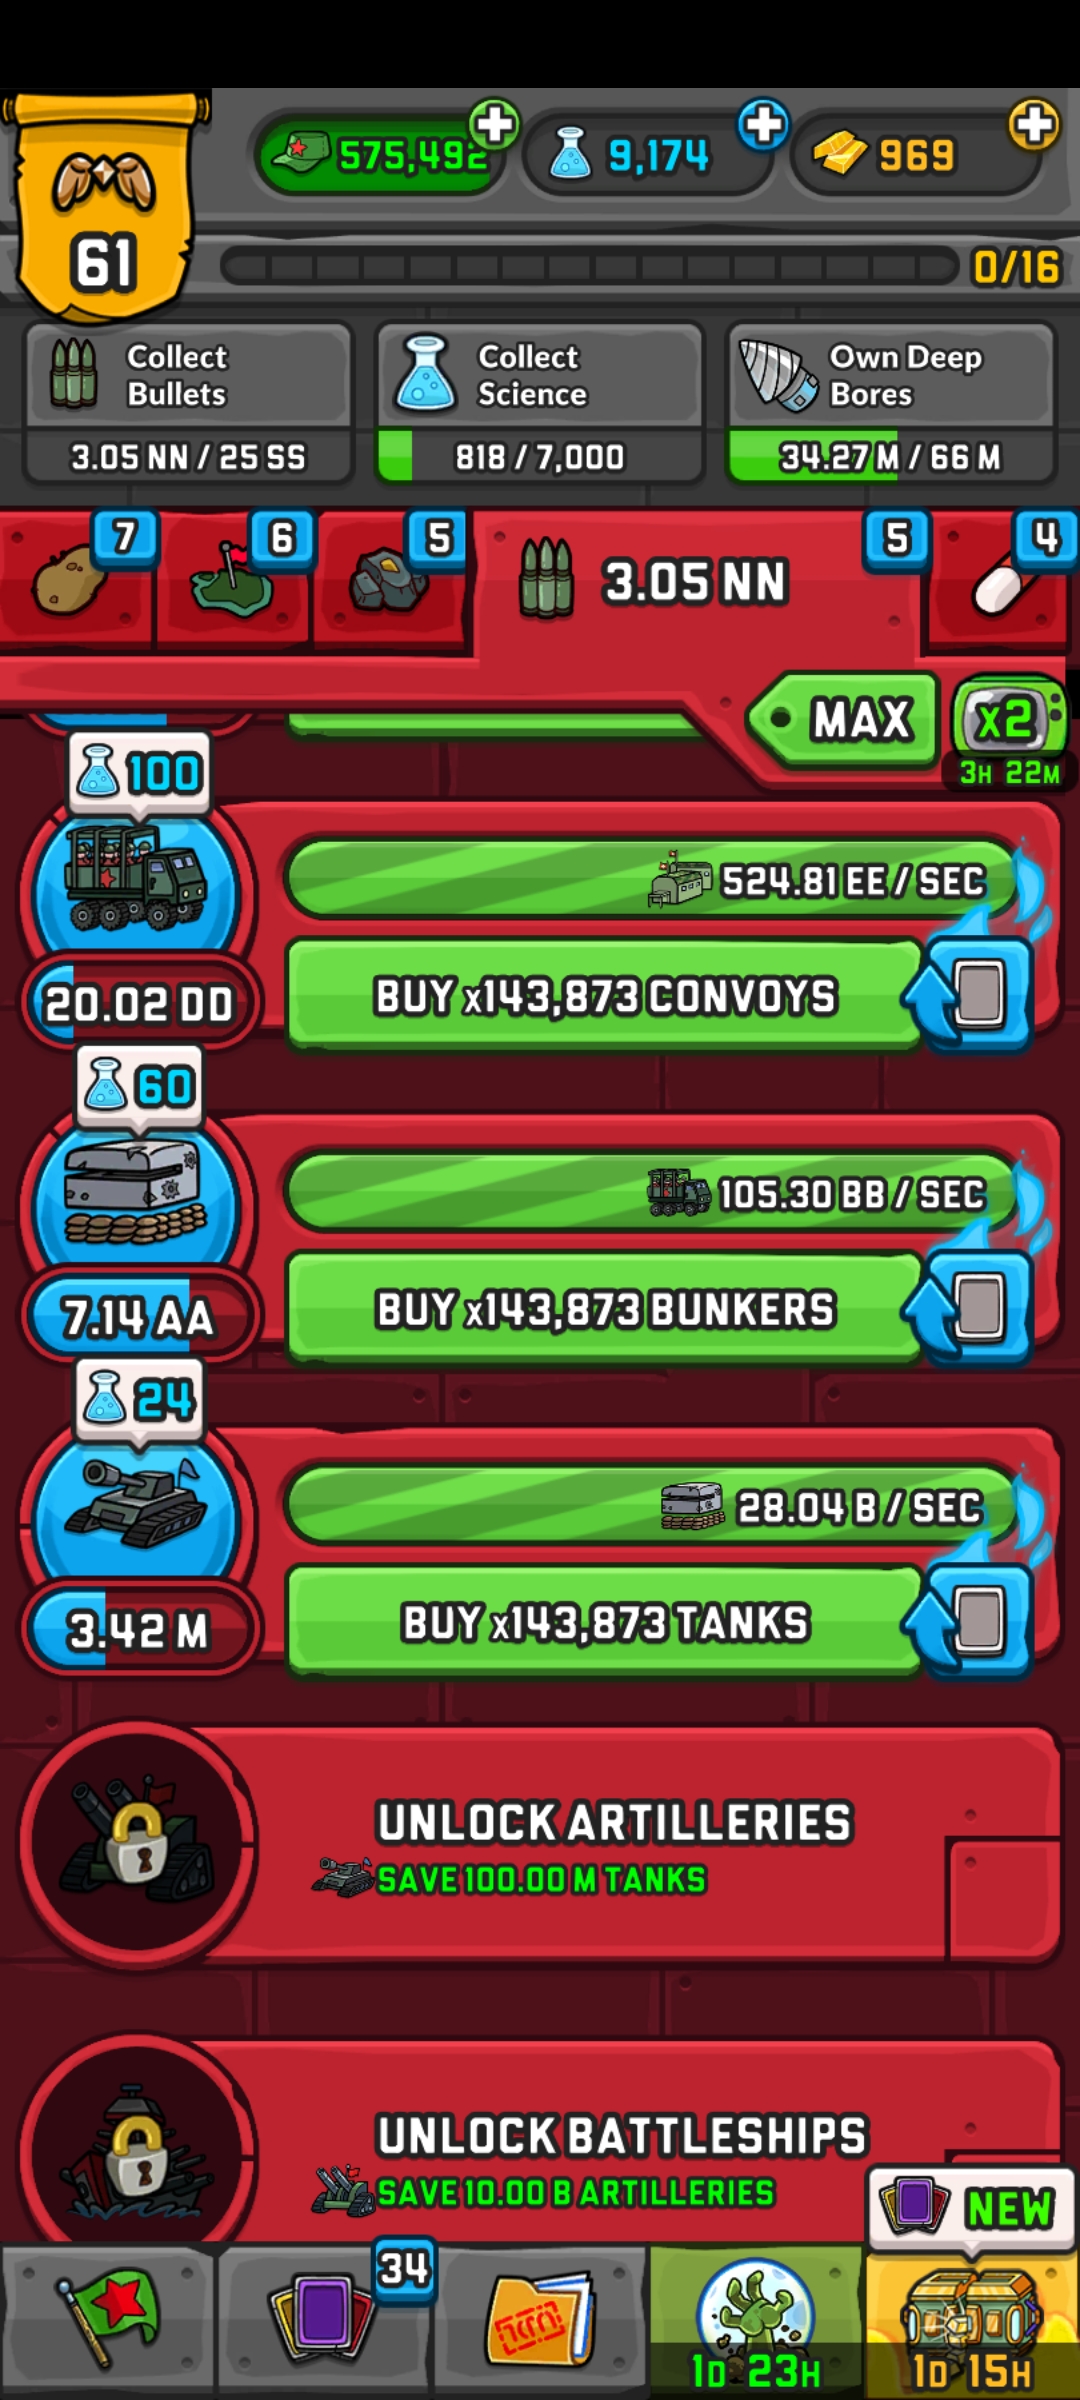 575,492
9,174
969
61
0/16
Collect
Bullets
3.05 NN / 25 SS
Collect
Science
818 / 7,000
Own Deep
Bores
34.27 M / 66 M
7
6
5
3.05 NN
5
4
MAX
x2
3H 22M
100
524.81 EE / SEC
20.02 DD
BUY x143,873 CONVOYS
60
105.30 BB / SEC
7.14 AA
BUY x143,873 BUNKERS
24
28.04 B / SEC
3.42 M
BUY x143,873 TANKS
UNLOCK ARTILLERIES
SAVE 100.00 M TANKS
UNLOCK BATTLESHIPS
SAVE 10.00 B ARTILLERIES
NEW
34
1D 23H
1D 15H